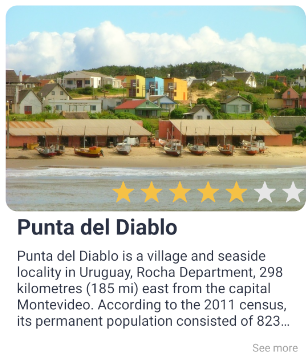 Punta del Diablo
Punta del Diablo is a village and seaside
locality in Uruguay, Rocha Department, 298
kilometres (185 mi) east from the capital
Montevideo. According to the 2011 census,
its permanent population consisted of 823...
See more